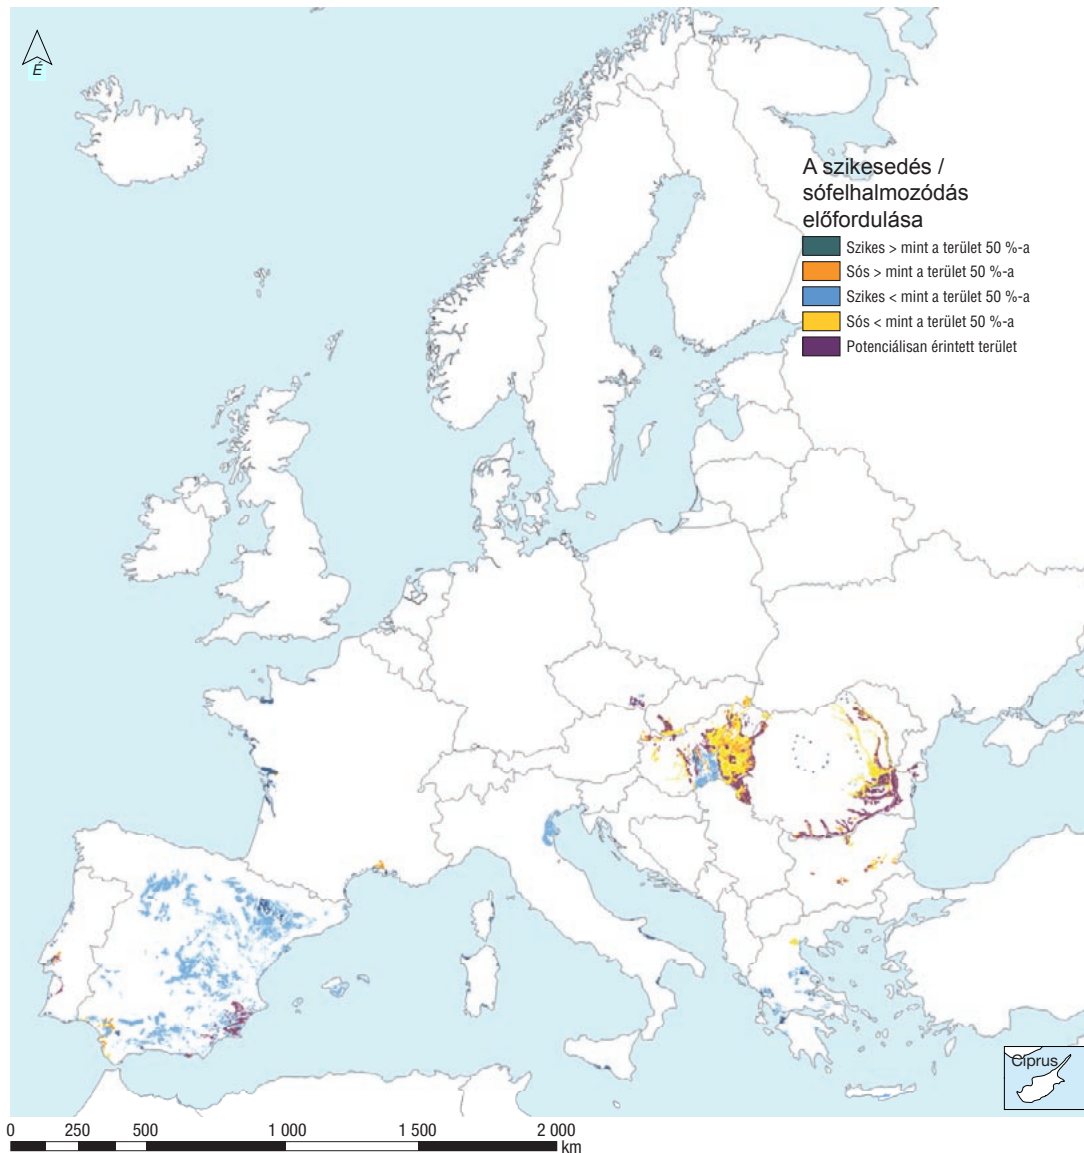 É
A szikesedés /
sófelhalmozódás
előfordulása
Szikes > mint a terület 50 %-a
Sós > mint a terület 50 %-a
Szikes < mint a terület 50 %-a
Sós < mint a terület 50 %-a
Potenciálisan érintett terület
Ciprus
0 250 500 1 000 1 500 2 000
km